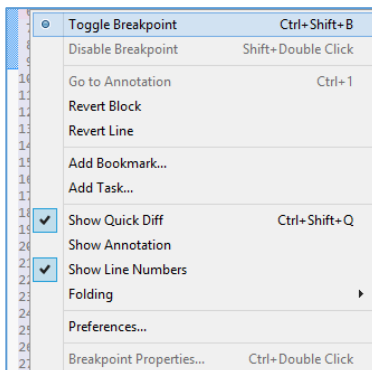 Toggle Breakpoint Ctrl+Shift+B
Disable Breakpoint Shift+Double Click
Go to Annotation Ctrl+1
Revert Block
Revert Line
Add Bookmark...
Add Task...
Show Quick Diff Ctrl+Shift+Q
Show Annotation
Show Line Numbers
Folding
Preferences...
Breakpoint Properties... Ctrl+Double Click